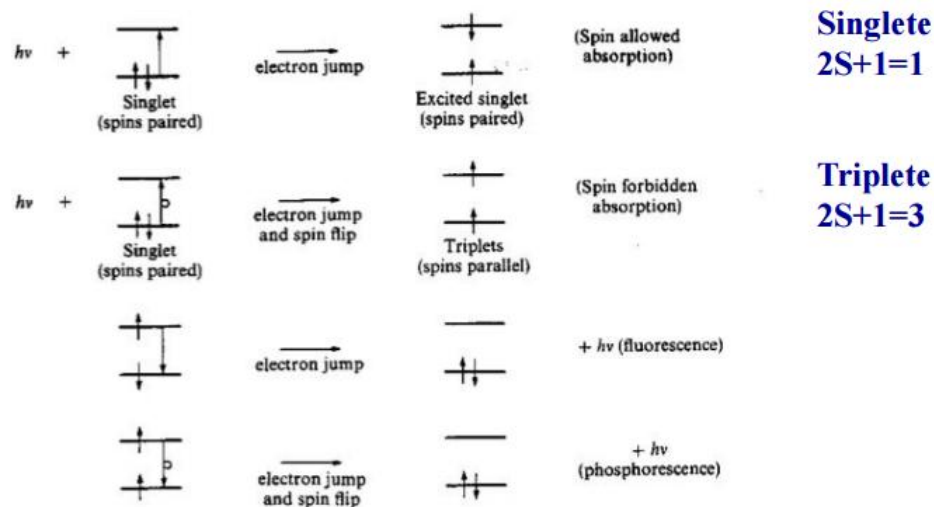 hν +
Singlet
(spins paired)
electron jump
Excited singlet
(spins paired)
(Spin allowed
absorption)
Singlete
2S+1=1
hν +
Singlet
(spins paired)
electron jump
and spin flip
Triplets
(spins parallel)
(Spin forbidden
absorption)
Triplete
2S+1=3
electron jump
+ hν (fluorescence)
electron jump
and spin flip
+ hν
(phosphorescence)